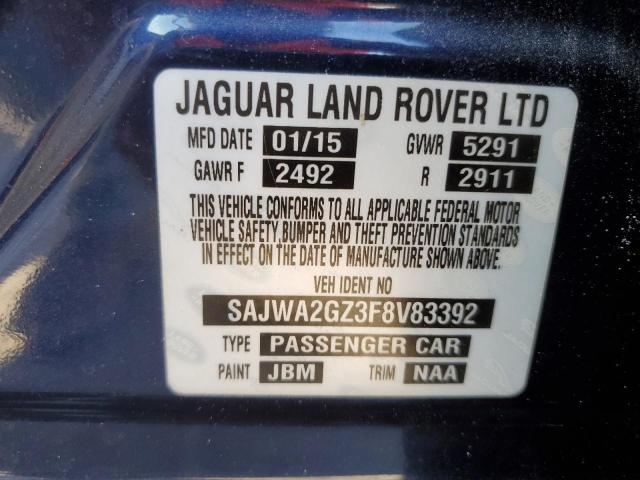 JAGUAR LAND ROVER LTD
MFD DATE 01/15 GVWR 5291
GAWR F 2492 R 2911
THIS VEHICLE CONFORMS TO ALL APPLICABLE FEDERAL MOTOR
VEHICLE SAFETY BUMPER AND THEFT PREVENTION STANDARDS
IN EFFECT ON THE DATE OF MANUFACTURE SHOWN ABOVE.
VEH IDENT NO
SAJWA2GZ3F8V83392
TYPE PASSENGER CAR
PAINT JBM TRIM NAA